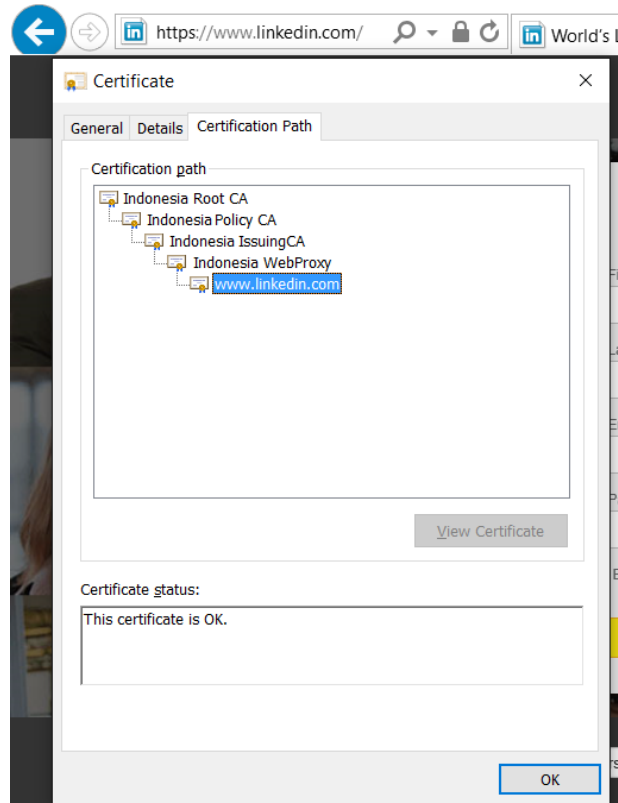 https://www.linkedin.com/
World's
Certificate
General Details Certification Path
Certification path
Indonesia Root CA
Indonesia Policy CA
Indonesia IssuingCA
Indonesia WebProxy
www.linkedin.com
View Certificate
Certificate status:
This certificate is OK.
OK